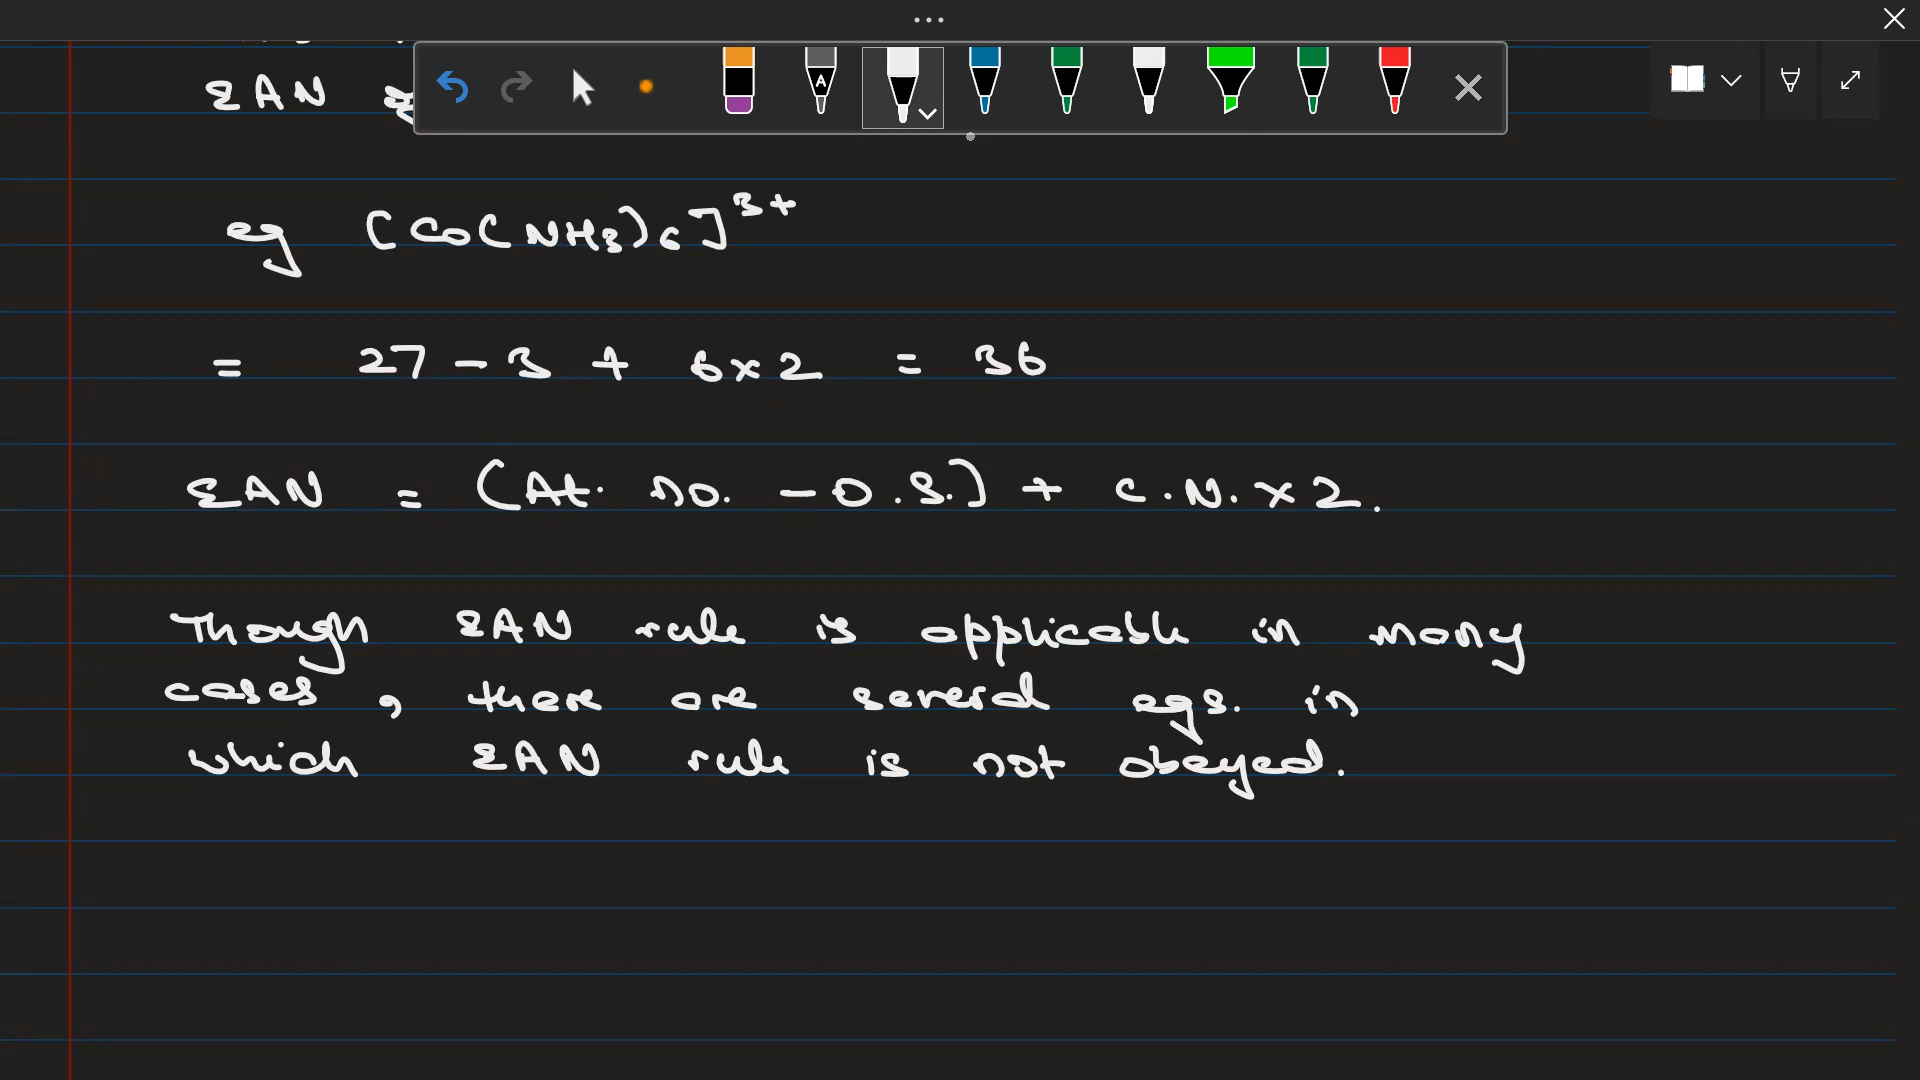 EAN
eg [Co(NH3)6]3+
= 27 - 3 + 6x2 = 36
EAN = (At. no. - O.S.) + C.N. x 2.
Though EAN rule is applicable in many
cases, there are several egs. in
which EAN rule is not obeyed.